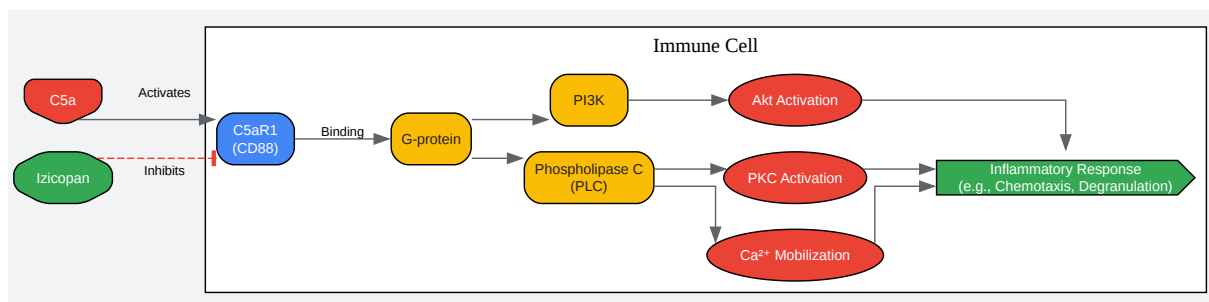 Immune Cell
C5a
Activates
C5aR1
(CD88)
Binding
G-protein
PI3K
Akt Activation
Izicopan
Inhibits
Phospholipase C
(PLC)
PKC Activation
Ca²⁺ Mobilization
Inflammatory Response
(e.g., Chemotaxis, Degranulation)